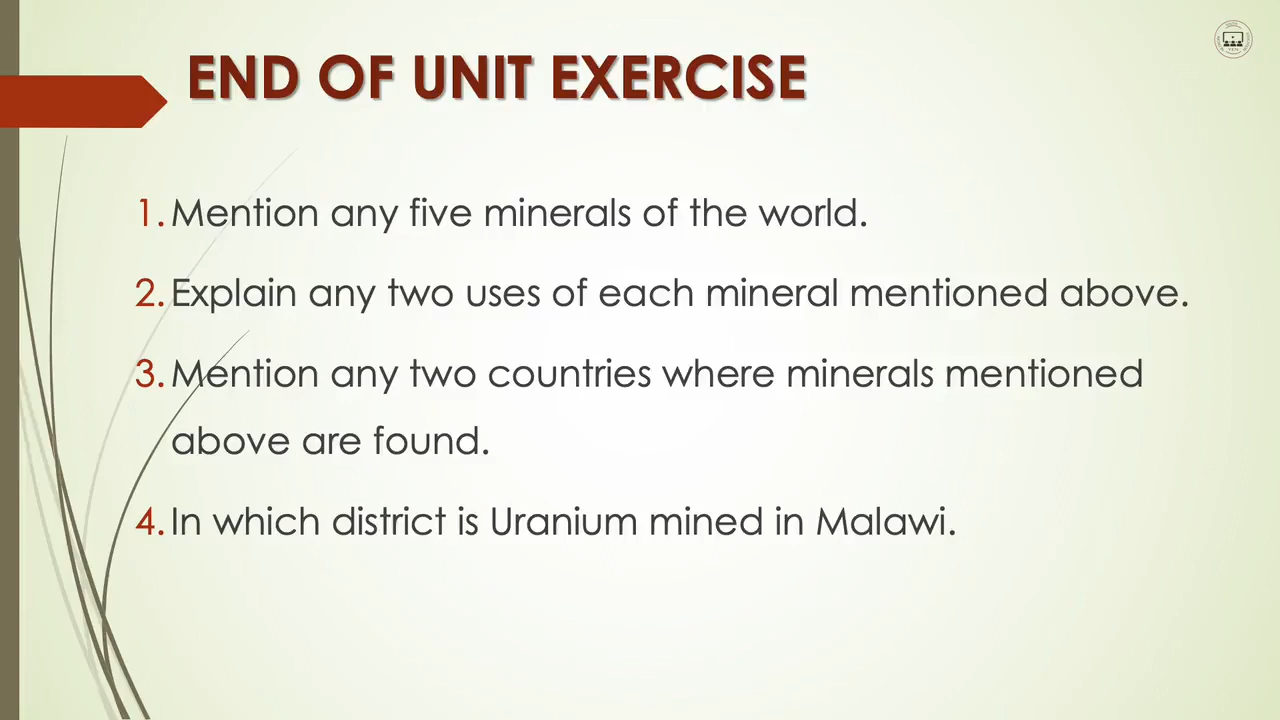 END OF UNIT EXERCISE
1. Mention any five minerals of the world.
2. Explain any two uses of each mineral mentioned above.
3. Mention any two countries where minerals mentioned
above are found.
4. In which district is Uranium mined in Malawi.